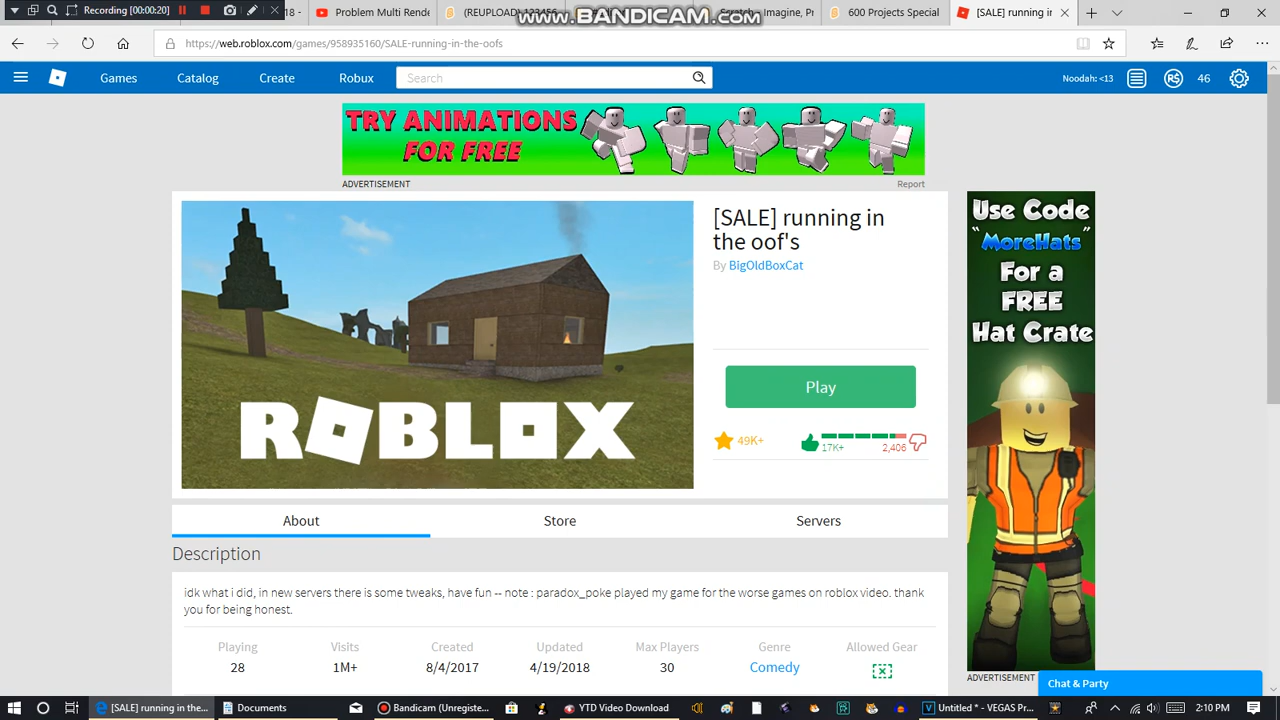 Recording [00:00:20]
18 -
Problem Multi Rende
(REUPLOAD) 123456
Scratch - Imagine, P
600 Projects Special
[SALE] running in
www.BANDICAM.com
https://web.roblox.com/games/958935160/SALE-running-in-the-oofs
Games
Catalog
Create
Robux
Search
Noodah: <13
R$
46
TRY ANIMATIONS
FOR FREE
ADVERTISEMENT
Report
[SALE] running in
the oof's
By BigOldBoxCat
Play
49K+
17K+
2,406
ROBLOX
Use Code
"MoreHats"
For a
FREE
Hat Crate
ADVERTISEMENT
About
Store
Servers
Description
idk what i did, in new servers there is some tweaks, have fun -- note : paradox_poke played my game for the worse games on roblox video. thank
you for being honest.
Playing
Visits
Created
Updated
Max Players
Genre
Allowed Gear
28
1M+
8/4/2017
4/19/2018
30
Comedy
Chat & Party
[SALE] running in the...
Documents
Bandicam (Unregiste...
YTD Video Download
Untitled * - VEGAS Pr...
2:10 PM